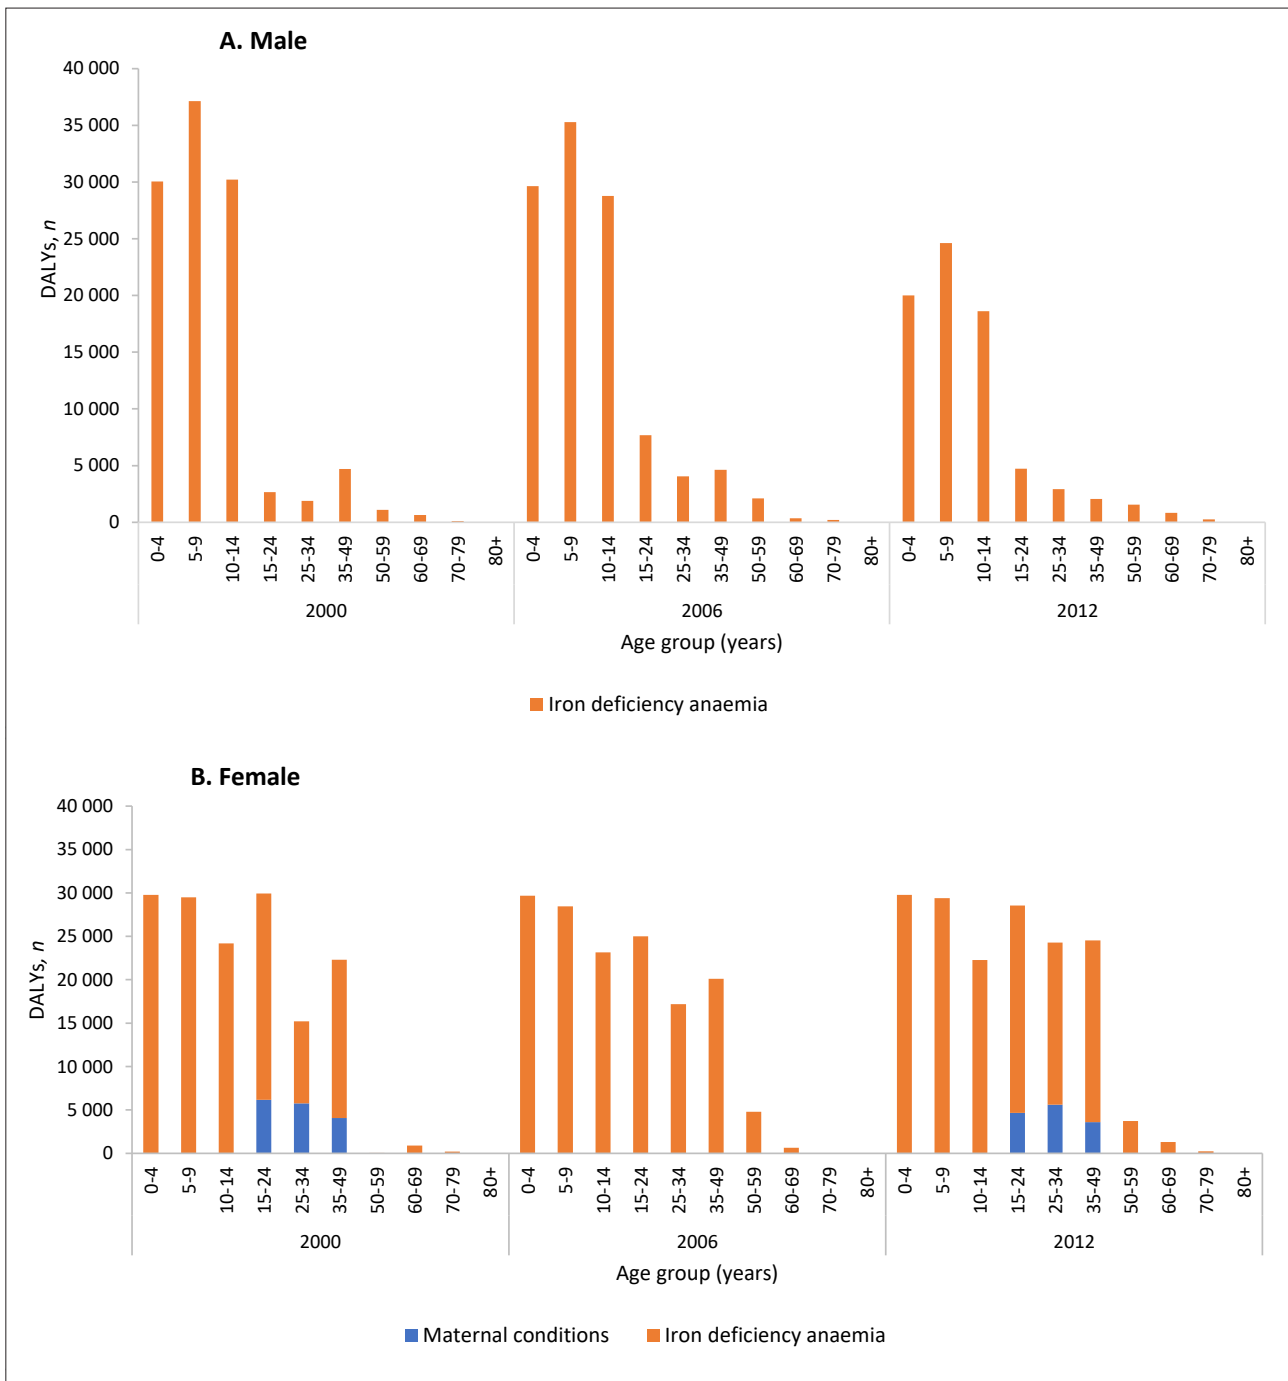 A. Male
40 000
35 000
30 000
25 000
20 000
15 000
10 000
5 000
0
DALYs, n
0-4 5-9 10-14 15-24 25-34 35-49 50-59 60-69 70-79 80+ 0-4 5-9 10-14 15-24 25-34 35-49 50-59 60-69 70-79 80+ 0-4 5-9 10-14 15-24 25-34 35-49 50-59 60-69 70-79 80+
2000 2006 2012
Age group (years)
Iron deficiency anaemia
B. Female
40 000
35 000
30 000
25 000
20 000
15 000
10 000
5 000
0
DALYs, n
0-4 5-9 10-14 15-24 25-34 35-49 50-59 60-69 70-79 80+ 0-4 5-9 10-14 15-24 25-34 35-49 50-59 60-69 70-79 80+ 0-4 5-9 10-14 15-24 25-34 35-49 50-59 60-69 70-79 80+
2000 2006 2012
Age group (years)
Maternal conditions Iron deficiency anaemia